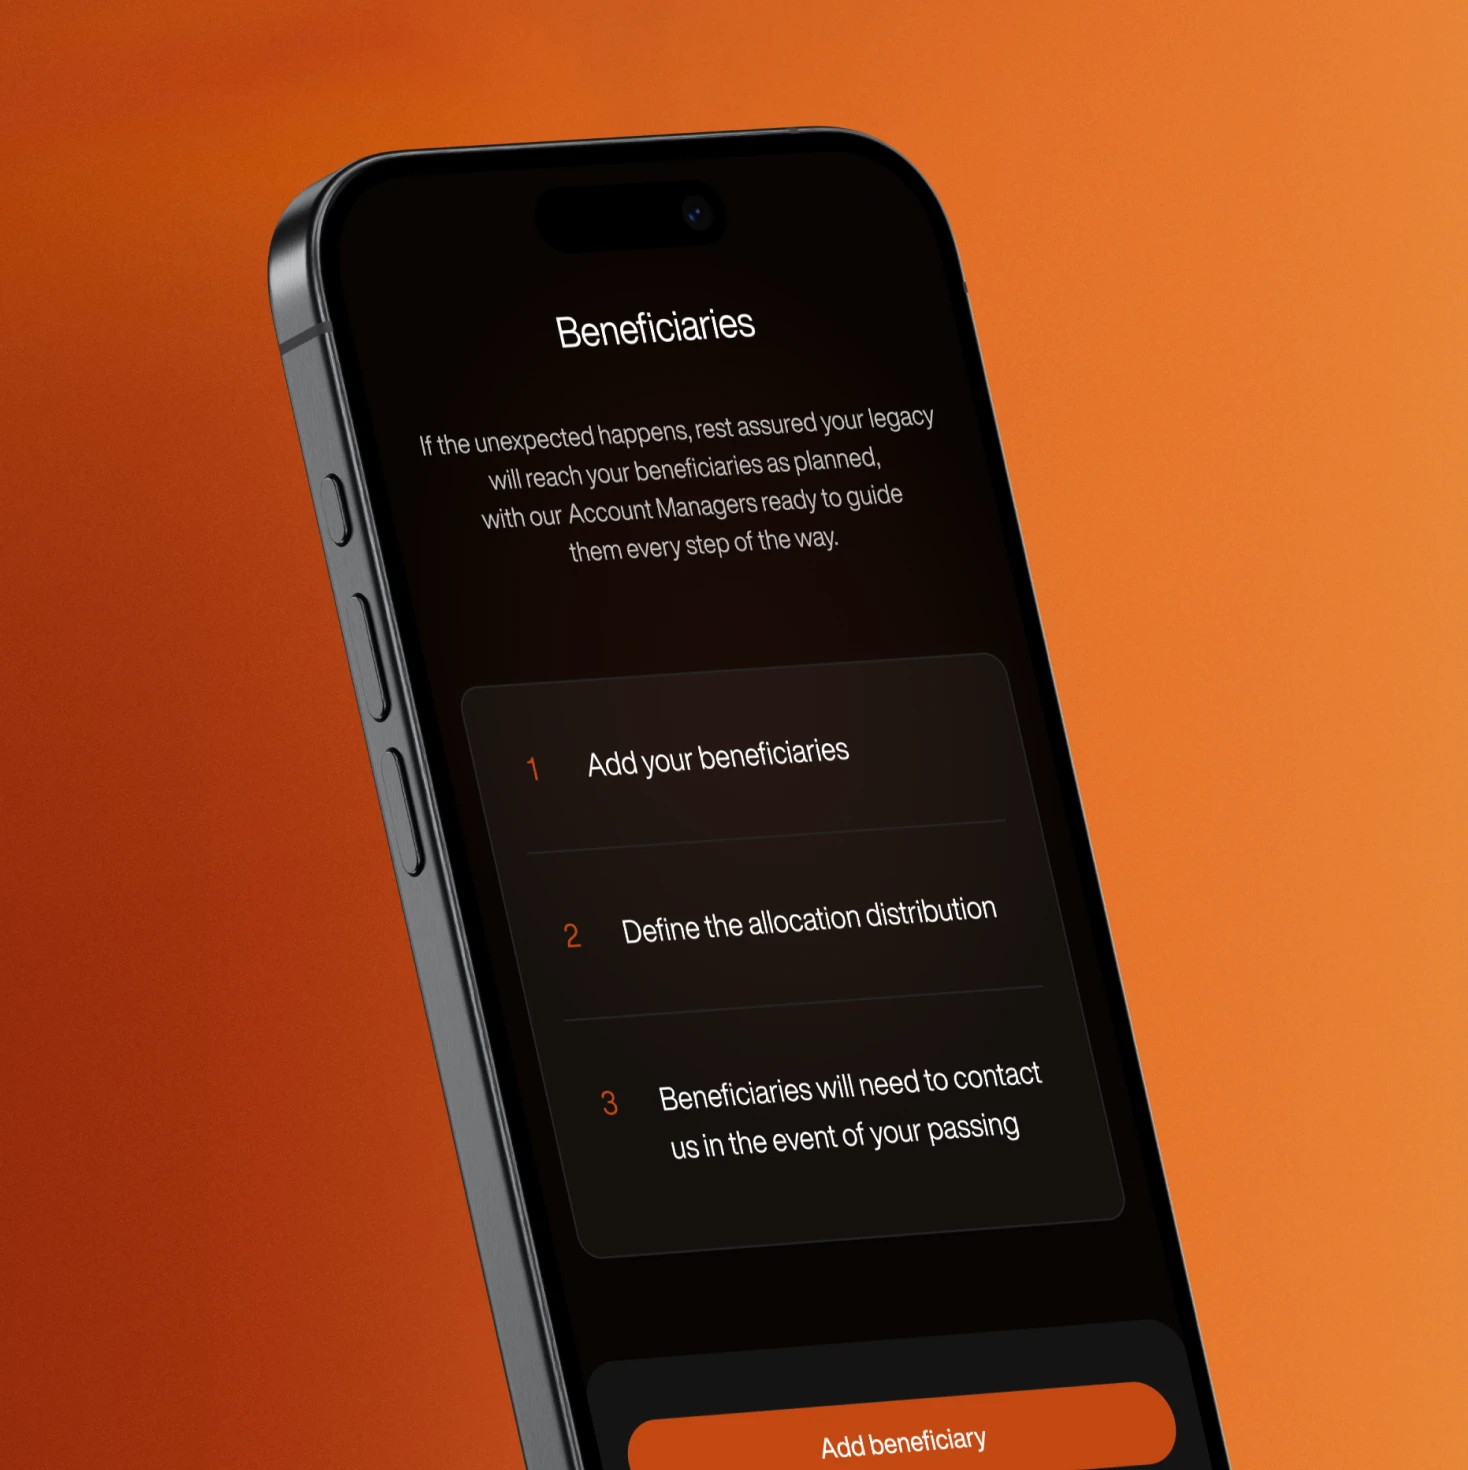 Beneficiaries
If the unexpected happens, rest assured your legacy
will reach your beneficiaries as planned,
with our Account Managers ready to guide
them every step of the way.
1 Add your beneficiaries
2 Define the allocation distribution
3 Beneficiaries will need to contact
us in the event of your passing
Add beneficiary